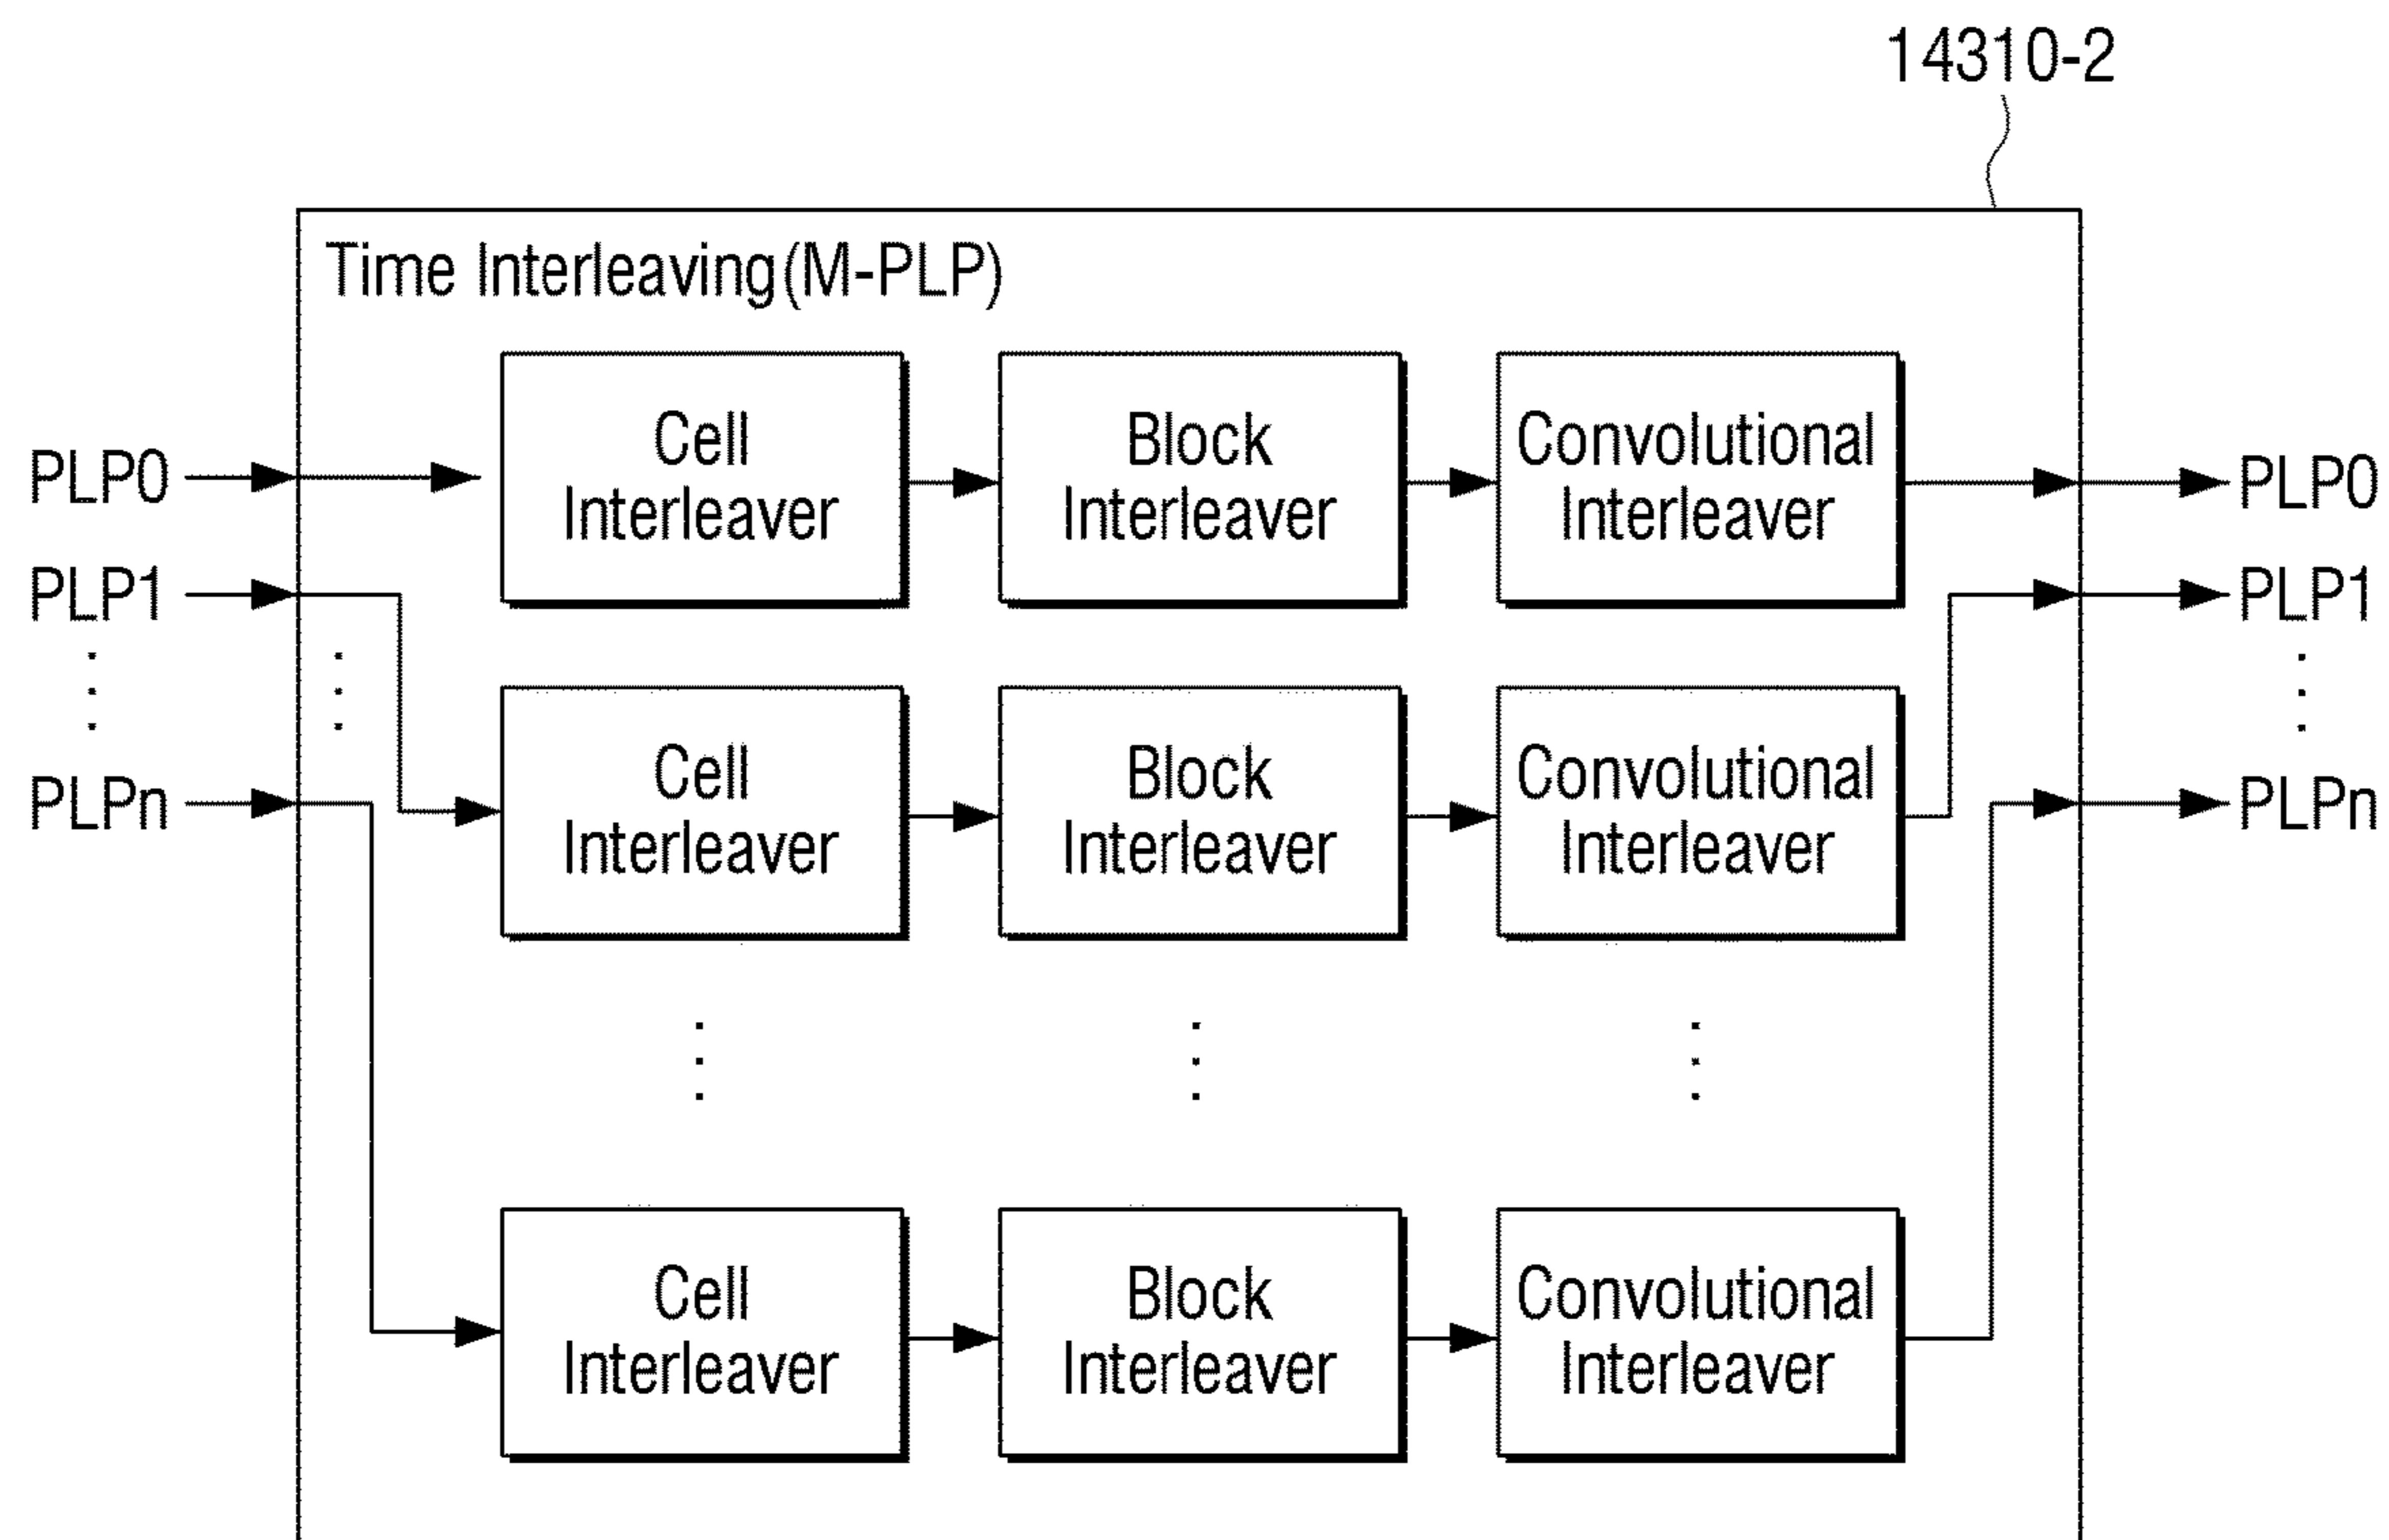 14310-2
Time Interleaving(M-PLP)
Cell
Interleaver
Block
Interleaver
Convolutional
Interleaver
PLP0
PLP0
PLP1
PLP1
Cell
Interleaver
Block
Interleaver
Convolutional
Interleaver
PLPn
PLPn
Cell
Interleaver
Block
Interleaver
Convolutional
Interleaver